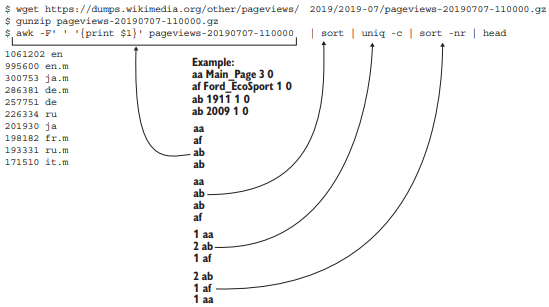 $ wget https://dumps.wikimedia.org/other/pageviews/ 2019/2019-07/pageviews-20190707-110000.gz
$ gunzip pageviews-20190707-110000.gz
$ awk -F' ' '{print $1}' pageviews-20190707-110000 | sort | uniq -c | sort -nr | head
1061202 en
995600 en.m
300753 ja.m
286381 de.m
257751 de
226334 ru
201930 ja
198182 fr.m
193331 ru.m
171510 it.m
Example:
aa Main_Page 3 0
af Ford_EcoSport 1 0
ab 1911 1 0
ab 2009 1 0
aa
af
ab
ab
aa
ab
ab
af
1 aa
2 ab
1 af
2 ab
1 af
1 aa